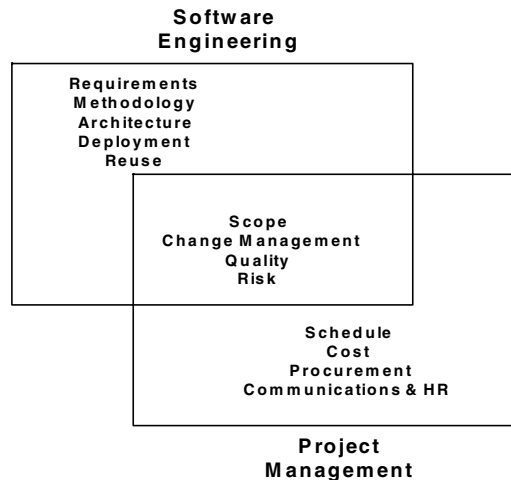 Software
Engineering
Requirements
Methodology
Architecture
Deployment
Reuse
Scope
Change Management
Quality
Risk
Schedule
Cost
Procurement
Communications & HR
Project
Management